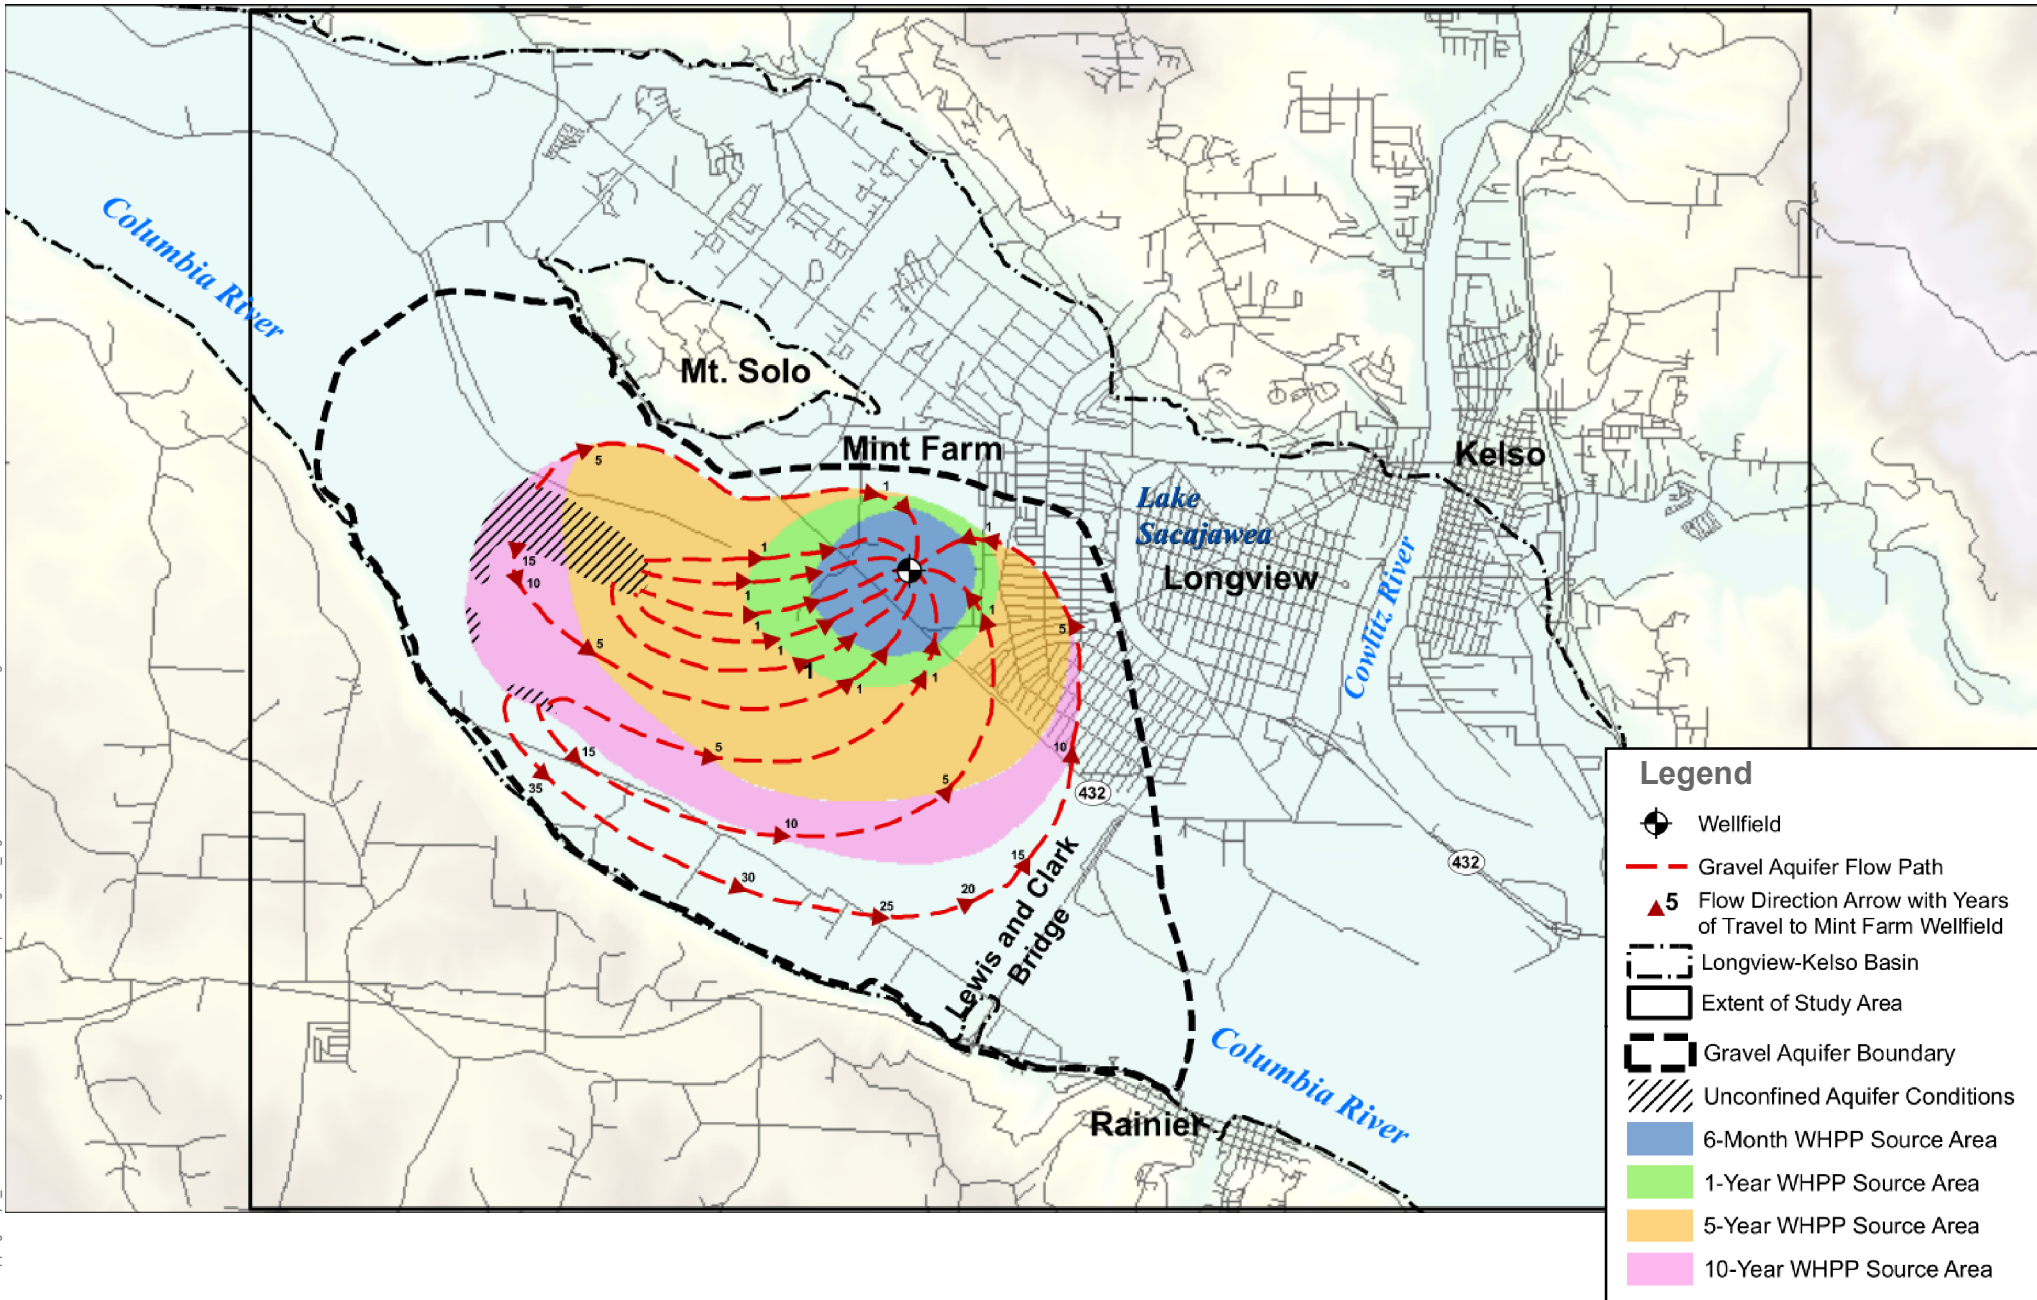 Columbia River
Mt. Solo
Mint Farm
Kelso
Lake
Sacajawea
Longview
Cowlitz River
5
1
1
1
15
10
1
1
1
5
1
5
1
1
1
1
10
15
5
5
35
432
10
15
30
20
25
432
Lewis and Clark
Bridge
Columbia River
Rainier
Legend
Wellfield
Gravel Aquifer Flow Path
5 Flow Direction Arrow with Years
of Travel to Mint Farm Wellfield
Longview-Kelso Basin
Extent of Study Area
Gravel Aquifer Boundary
Unconfined Aquifer Conditions
6-Month WHPP Source Area
1-Year WHPP Source Area
5-Year WHPP Source Area
10-Year WHPP Source Area